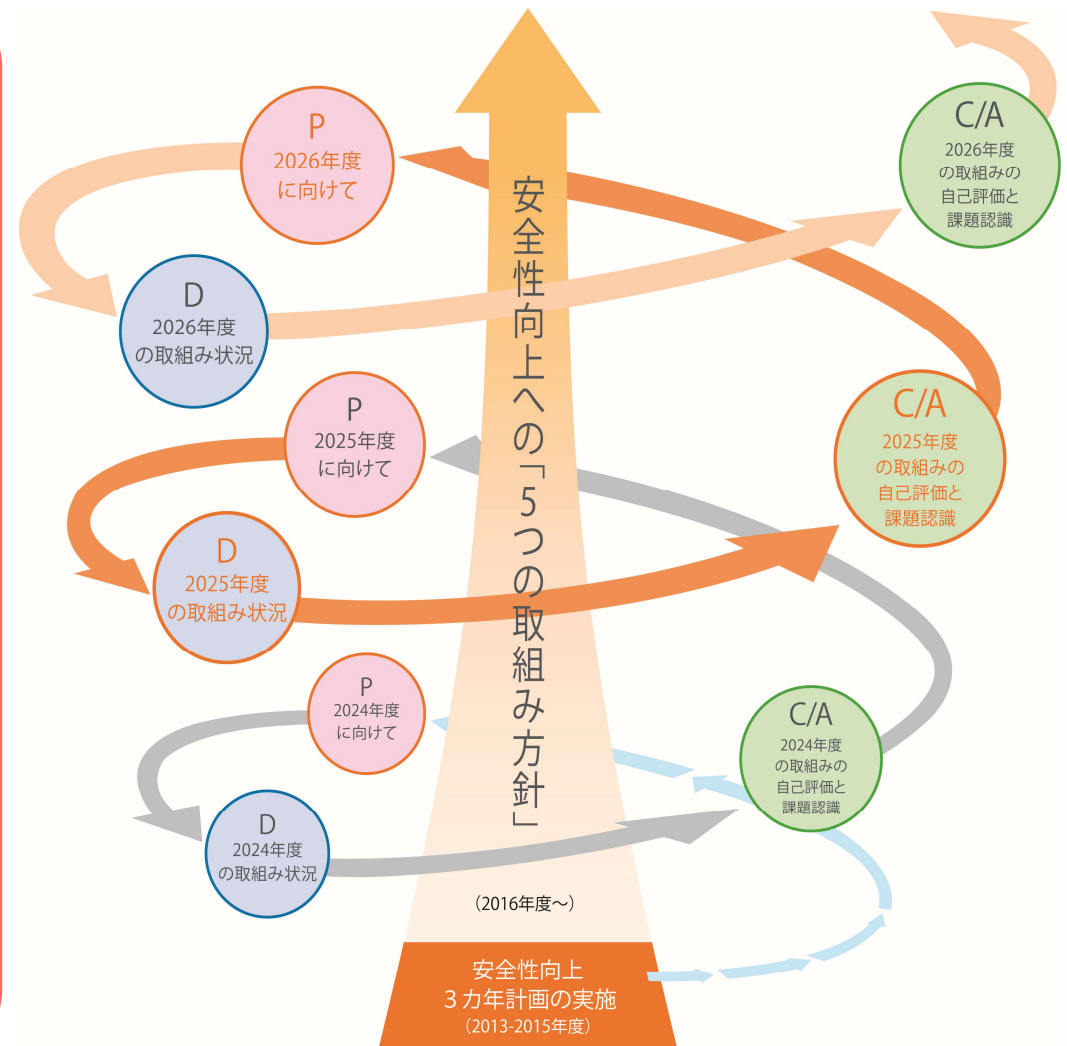 P
2026年度
に向けて
C/A
2026年度
の取組みの
自己評価と
課題認識
D
2026年度
の取組み状況
安全性向上への「5つの取組み方針」
P
2025年度
に向けて
C/A
2025年度
の取組みの
自己評価と
課題認識
D
2025年度
の取組み状況
P
2024年度
に向けて
C/A
2024年度
の取組みの
自己評価と
課題認識
D
2024年度
の取組み状況
（2016年度～）
安全性向上
３カ年計画の実施
（2013-2015年度）